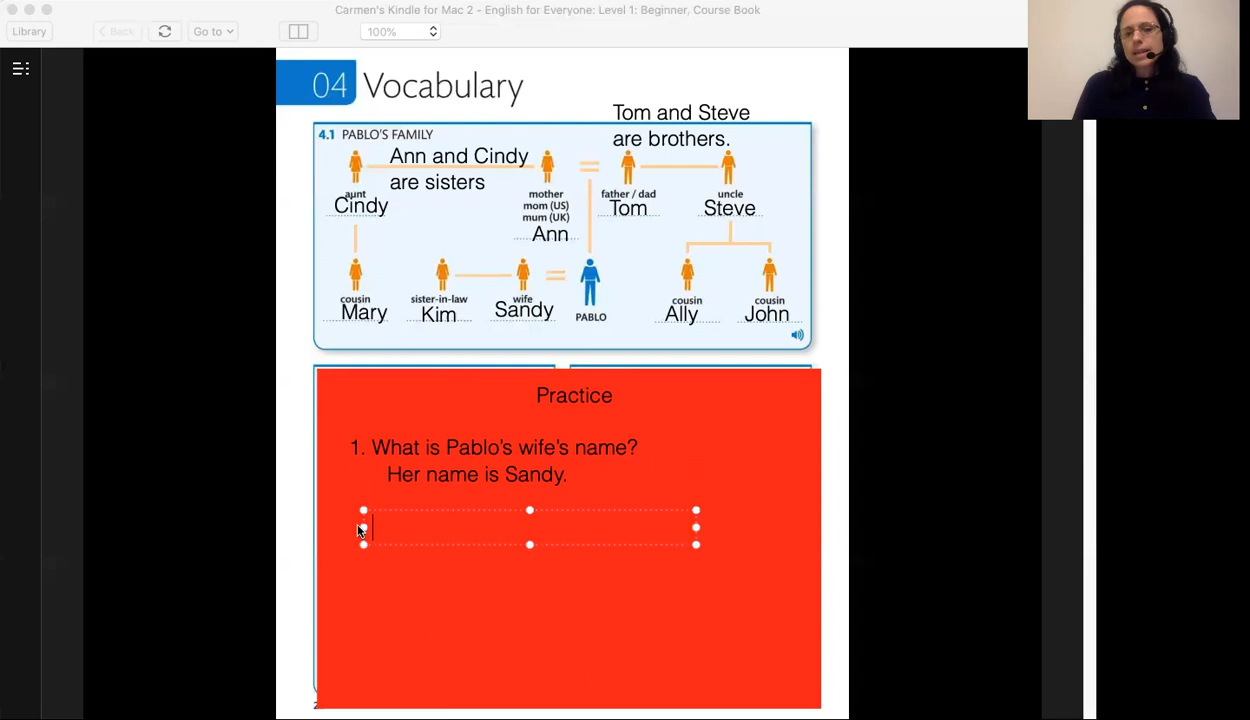 Carmen's Kindle for Mac 2 - English for Everyone: Level 1: Beginner, Course Book
Library
Back
Go to
100%
04 Vocabulary
Tom and Steve
are brothers.
4.1 PABLO'S FAMILY
Ann and Cindy
are sisters
aunt
Cindy
mother
mom (US)
mum (UK)
Ann
father / dad
Tom
uncle
Steve
cousin
Mary
sister-in-law
Kim
wife
Sandy
PABLO
cousin
Ally
cousin
John
Practice
1. What is Pablo's wife's name?
Her name is Sandy.